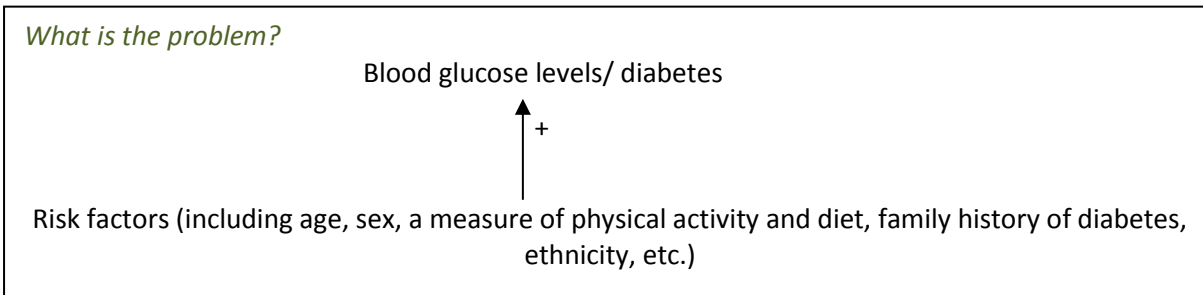 What is the problem?
Blood glucose levels/ diabetes
+
Risk factors (including age, sex, a measure of physical activity and diet, family history of diabetes,
ethnicity, etc.)